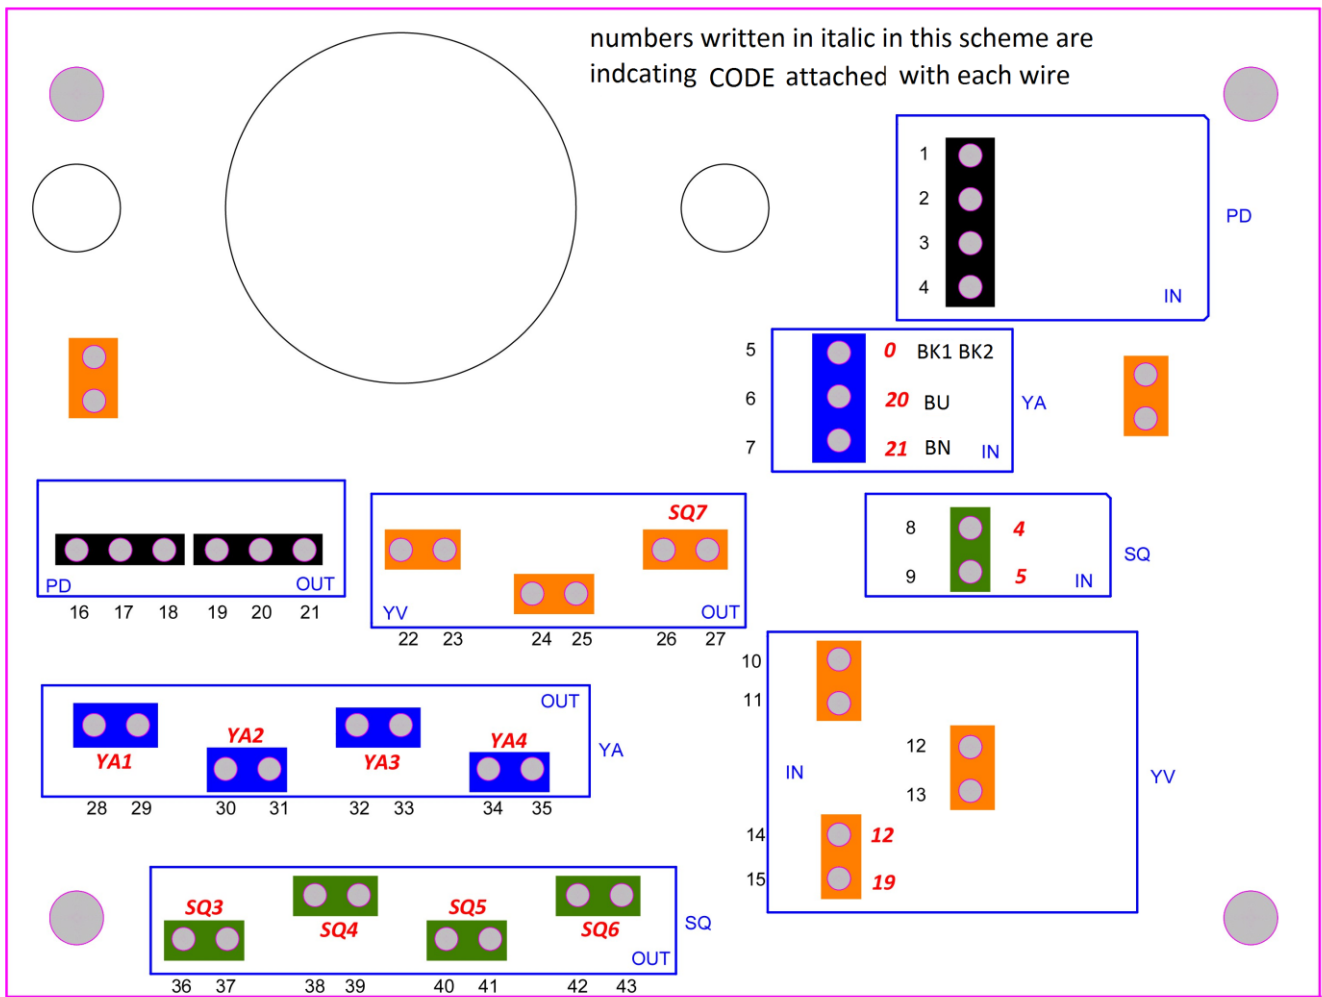 numbers written in italic in this scheme are
indcating CODE attached with each wire
1
2
3
4
PD
IN
5
0 BK1 BK2
6
20 BU
YA
7
21 BN
IN
8
4
SQ
9
5
IN
PD
OUT
16 17 18 19 20 21
SQ7
YV
OUT
22 23 24 25 26 27
10
11
12
IN
YV
13
14
12
15
19
OUT
YA1
YA2
YA3
YA4
YA
28 29 30 31 32 33 34 35
SQ3
SQ4
SQ5
SQ6
SQ
OUT
36 37 38 39 40 41 42 43